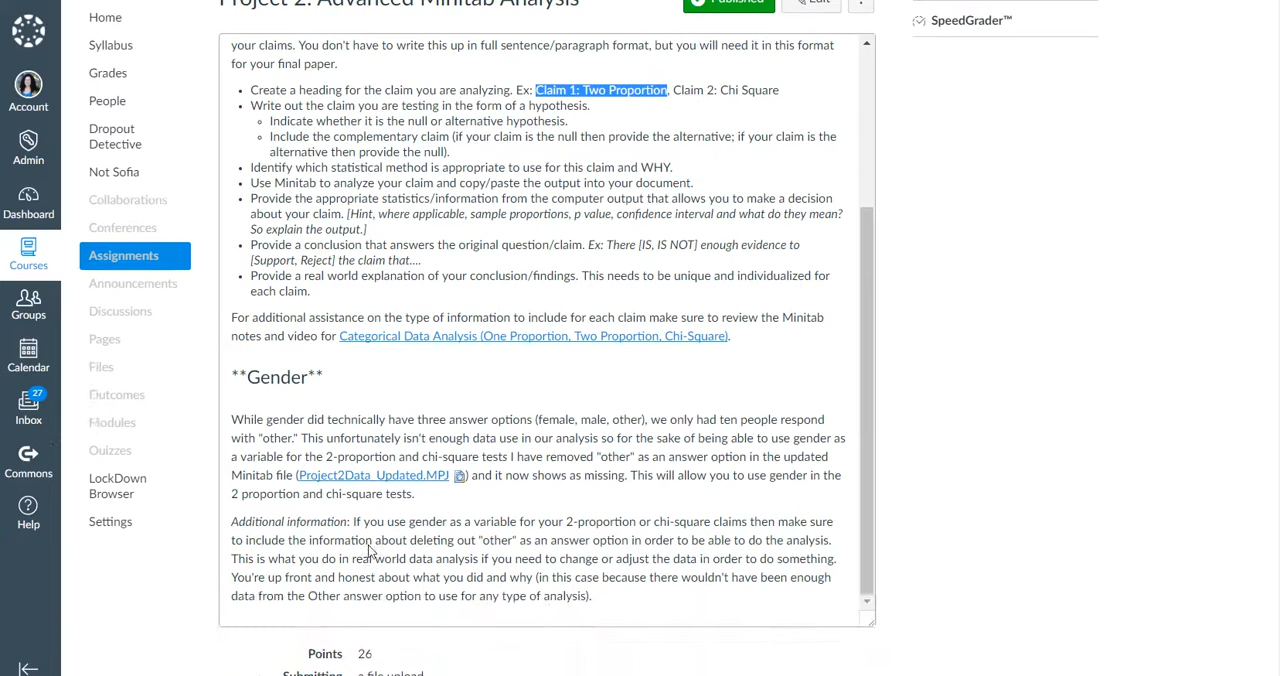 Project 2: Advanced Minitab Analysis
Published
Edit
SpeedGrader™
Account
Admin
Dashboard
Courses
Groups
Calendar
27
Inbox
Commons
Help
Home
Syllabus
Grades
People
Dropout
Detective
Not Sofia
Collaborations
Conferences
Assignments
Announcements
Discussions
Pages
Files
Outcomes
Modules
Quizzes
LockDown
Browser
Settings
your claims. You don't have to write this up in full sentence/paragraph format, but you will need it in this format
for your final paper.
• Create a heading for the claim you are analyzing. Ex: Claim 1: Two Proportion, Claim 2: Chi Square
• Write out the claim you are testing in the form of a hypothesis.
◦ Indicate whether it is the null or alternative hypothesis.
◦ Include the complementary claim (if your claim is the null then provide the alternative; if your claim is the
alternative then provide the null).
• Identify which statistical method is appropriate to use for this claim and WHY.
• Use Minitab to analyze your claim and copy/paste the output into your document.
• Provide the appropriate statistics/information from the computer output that allows you to make a decision
about your claim. [Hint, where applicable, sample proportions, p value, confidence interval and what do they mean?
So explain the output.]
• Provide a conclusion that answers the original question/claim. Ex: There [IS, IS NOT] enough evidence to
[Support, Reject] the claim that....
• Provide a real world explanation of your conclusion/findings. This needs to be unique and individualized for
each claim.
For additional assistance on the type of information to include for each claim make sure to review the Minitab
notes and video for Categorical Data Analysis (One Proportion, Two Proportion, Chi-Square).
**Gender**
While gender did technically have three answer options (female, male, other), we only had ten people respond
with "other." This unfortunately isn't enough data use in our analysis so for the sake of being able to use gender as
a variable for the 2-proportion and chi-square tests I have removed "other" as an answer option in the updated
Minitab file (Project2Data_Updated.MPJ ) and it now shows as missing. This will allow you to use gender in the
2 proportion and chi-square tests.
Additional information: If you use gender as a variable for your 2-proportion or chi-square claims then make sure
to include the information about deleting out "other" as an answer option in order to be able to do the analysis.
This is what you do in real world data analysis if you need to change or adjust the data in order to do something.
You're up front and honest about what you did and why (in this case because there wouldn't have been enough
data from the Other answer option to use for any type of analysis).
Points 26
Submitting a file upload